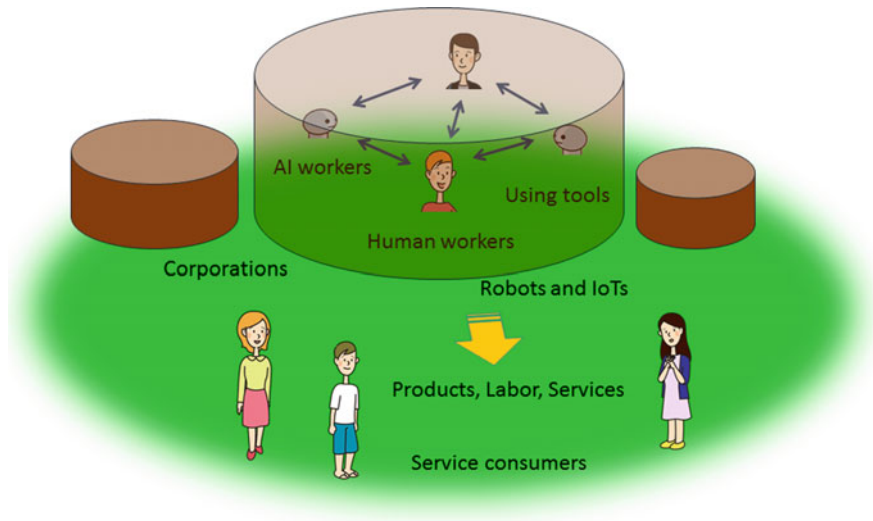 AI workers
Using tools
Human workers
Corporations
Robots and IoTs
Products, Labor, Services
Service consumers